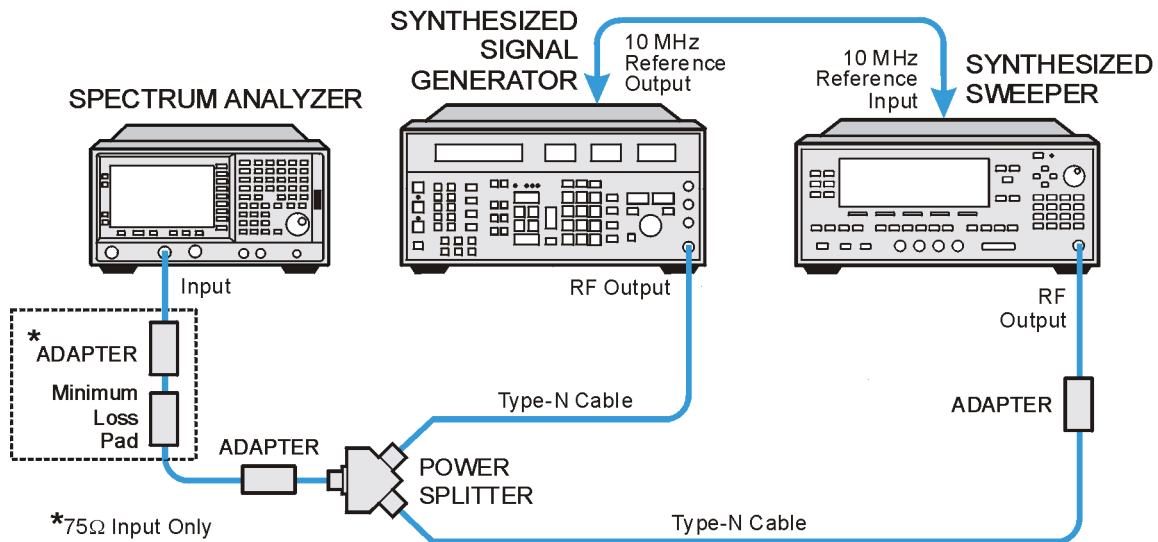 SYNTHESIZED
SIGNAL
GENERATOR
10 MHz
Reference
Output
10 MHz
Reference
Input
SYNTHESIZED
SWEEPER
SPECTRUM ANALYZER
Input
RF Output
RF
Output
*ADAPTER
Minimum
Loss
Pad
Type-N Cable
ADAPTER
ADAPTER
POWER
SPLITTER
*75Ω Input Only
Type-N Cable